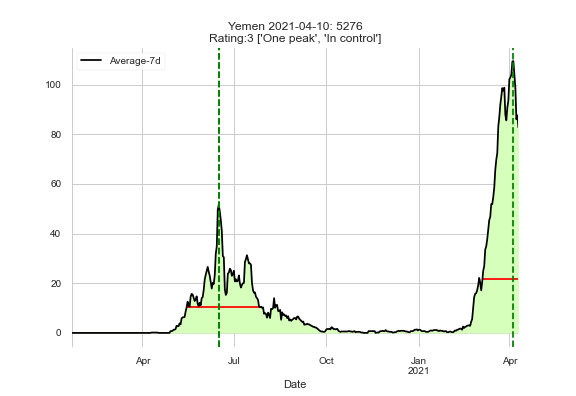 Yemen 2021-04-10: 5276
Rating:3 ['One peak', 'In control']
Average-7d
100
80
60
40
20
0
Apr Jul Oct Jan Apr
2021
Date